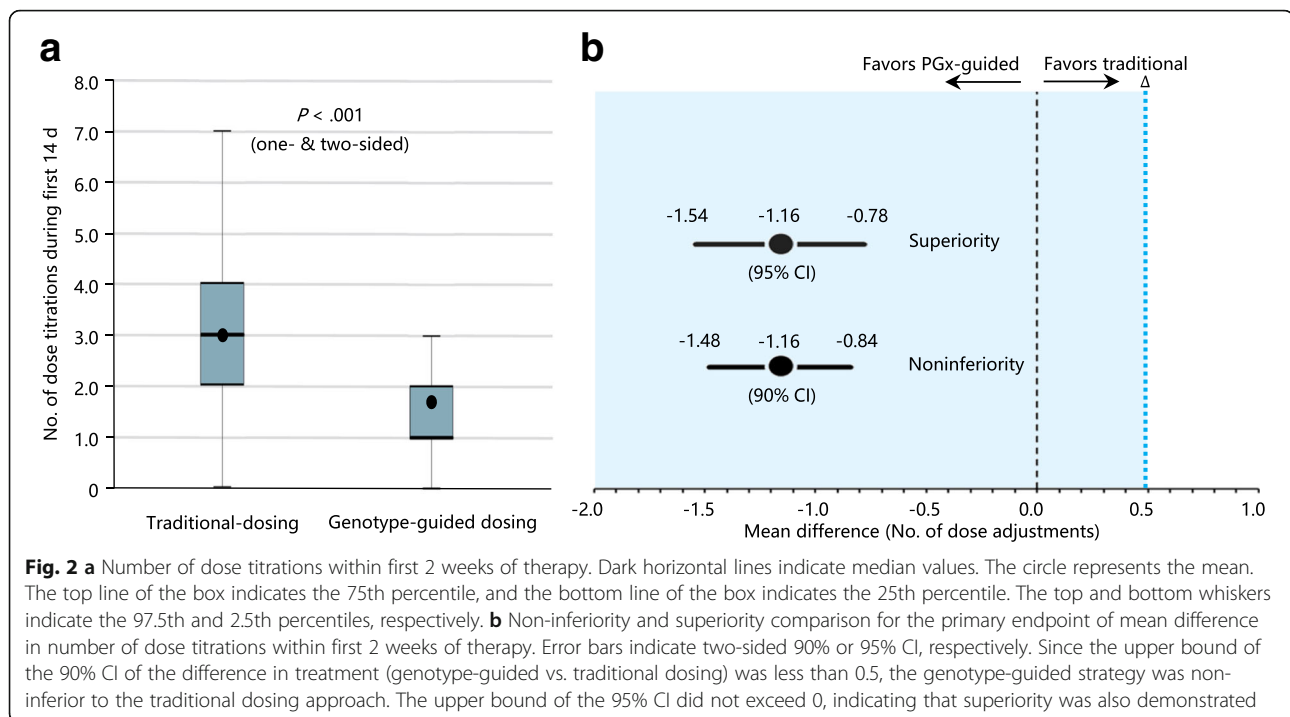 a
No. of dose titrations during first 14 d
8.0
7.0
6.0
5.0
4.0
3.0
2.0
1.0
0
P < .001
(one- & two-sided)
Traditional-dosing
Genotype-guided dosing
b
Favors PGx-guided
Favors traditional
Δ
-1.54 -1.16 -0.78
Superiority
(95% CI)
-1.48 -1.16 -0.84
Noninferiority
(90% CI)
-2.0 -1.5 -1.0 -0.5 0.0 0.5 1.0
Mean difference (No. of dose adjustments)
Fig. 2 a Number of dose titrations within first 2 weeks of therapy. Dark horizontal lines indicate median values. The circle represents the mean.
The top line of the box indicates the 75th percentile, and the bottom line of the box indicates the 25th percentile. The top and bottom whiskers
indicate the 97.5th and 2.5th percentiles, respectively. b Non-inferiority and superiority comparison for the primary endpoint of mean difference
in number of dose titrations within first 2 weeks of therapy. Error bars indicate two-sided 90% or 95% CI, respectively. Since the upper bound of
the 90% CI of the difference in treatment (genotype-guided vs. traditional dosing) was less than 0.5, the genotype-guided strategy was non-
inferior to the traditional dosing approach. The upper bound of the 95% CI did not exceed 0, indicating that superiority was also demonstrated